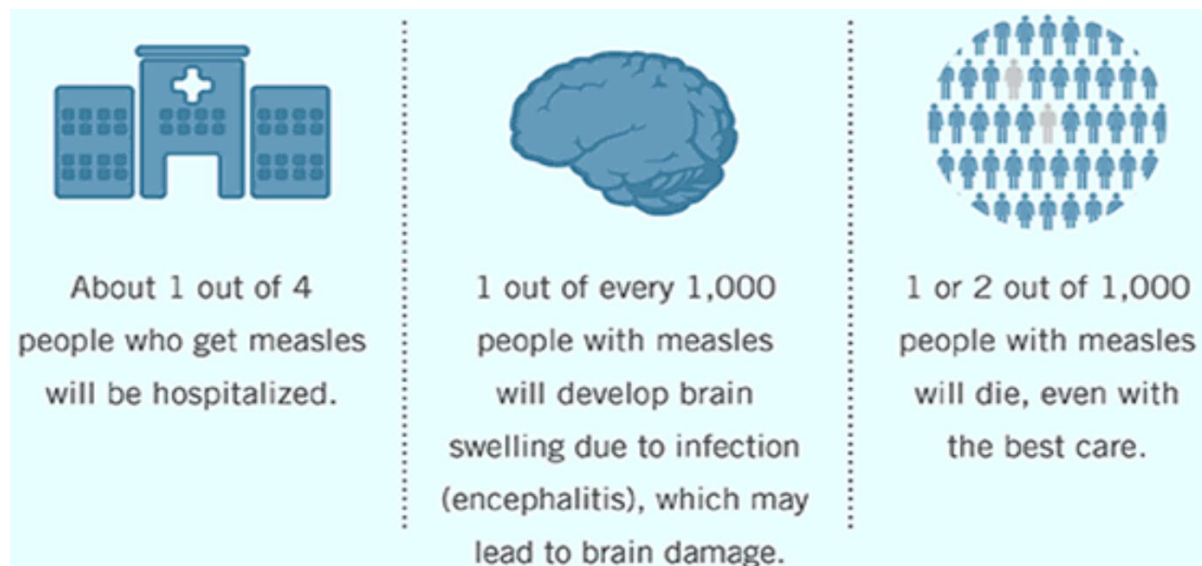 About 1 out of 4
people who get measles
will be hospitalized.
1 out of every 1,000
people with measles
will develop brain
swelling due to infection
(encephalitis), which may
lead to brain damage.
1 or 2 out of 1,000
people with measles
will die, even with
the best care.